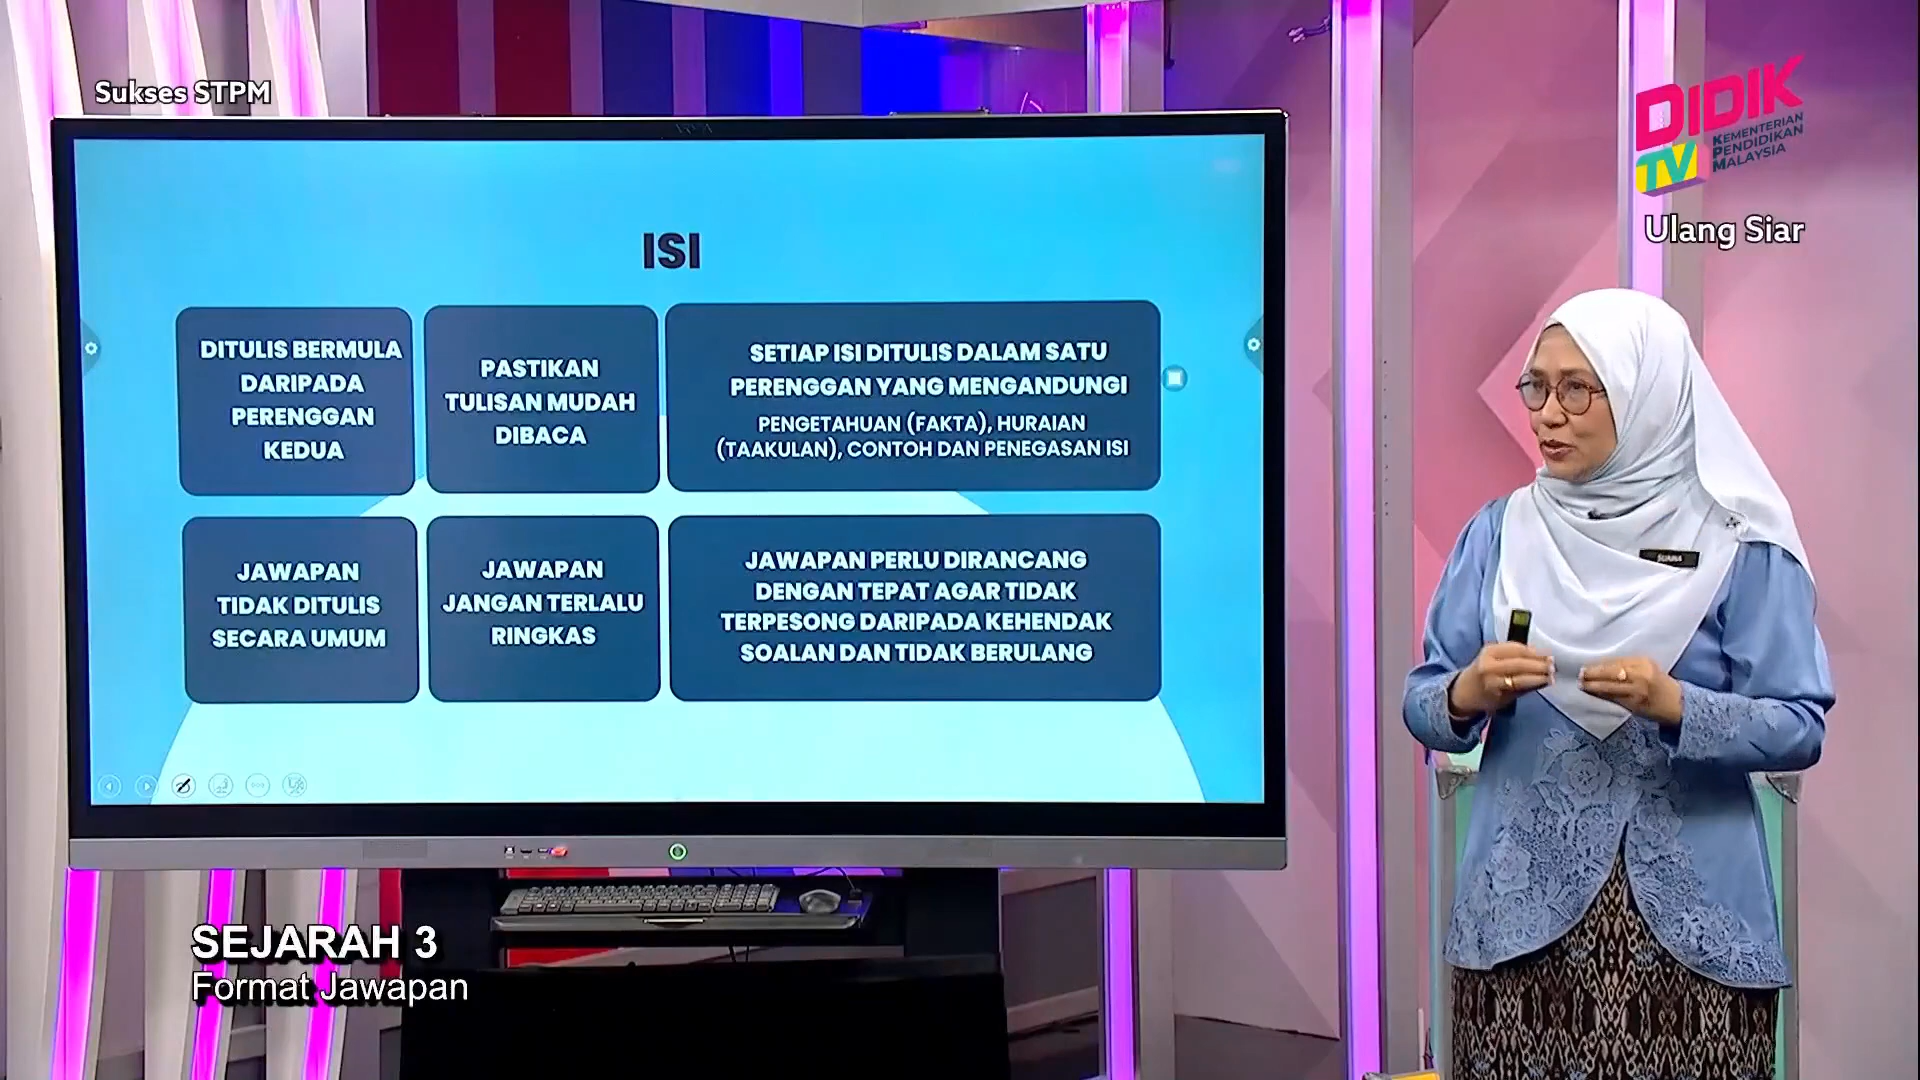 Sukses STPM
DIDIK
TV
KEMENTERIAN
PENDIDIKAN
MALAYSIA
Ulang Siar
ISI
DITULIS BERMULA
DARIPADA
PERENGGAN
KEDUA
PASTIKAN
TULISAN MUDAH
DIBACA
SETIAP ISI DITULIS DALAM SATU
PERENGGAN YANG MENGANDUNGI
PENGETAHUAN (FAKTA), HURAIAN
(TAAKULAN), CONTOH DAN PENEGASAN ISI
JAWAPAN
TIDAK DITULIS
SECARA UMUM
JAWAPAN
JANGAN TERLALU
RINGKAS
JAWAPAN PERLU DIRANCANG
DENGAN TEPAT AGAR TIDAK
TERPESONG DARIPADA KEHENDAK
SOALAN DAN TIDAK BERULANG
SEJARAH 3
Format Jawapan